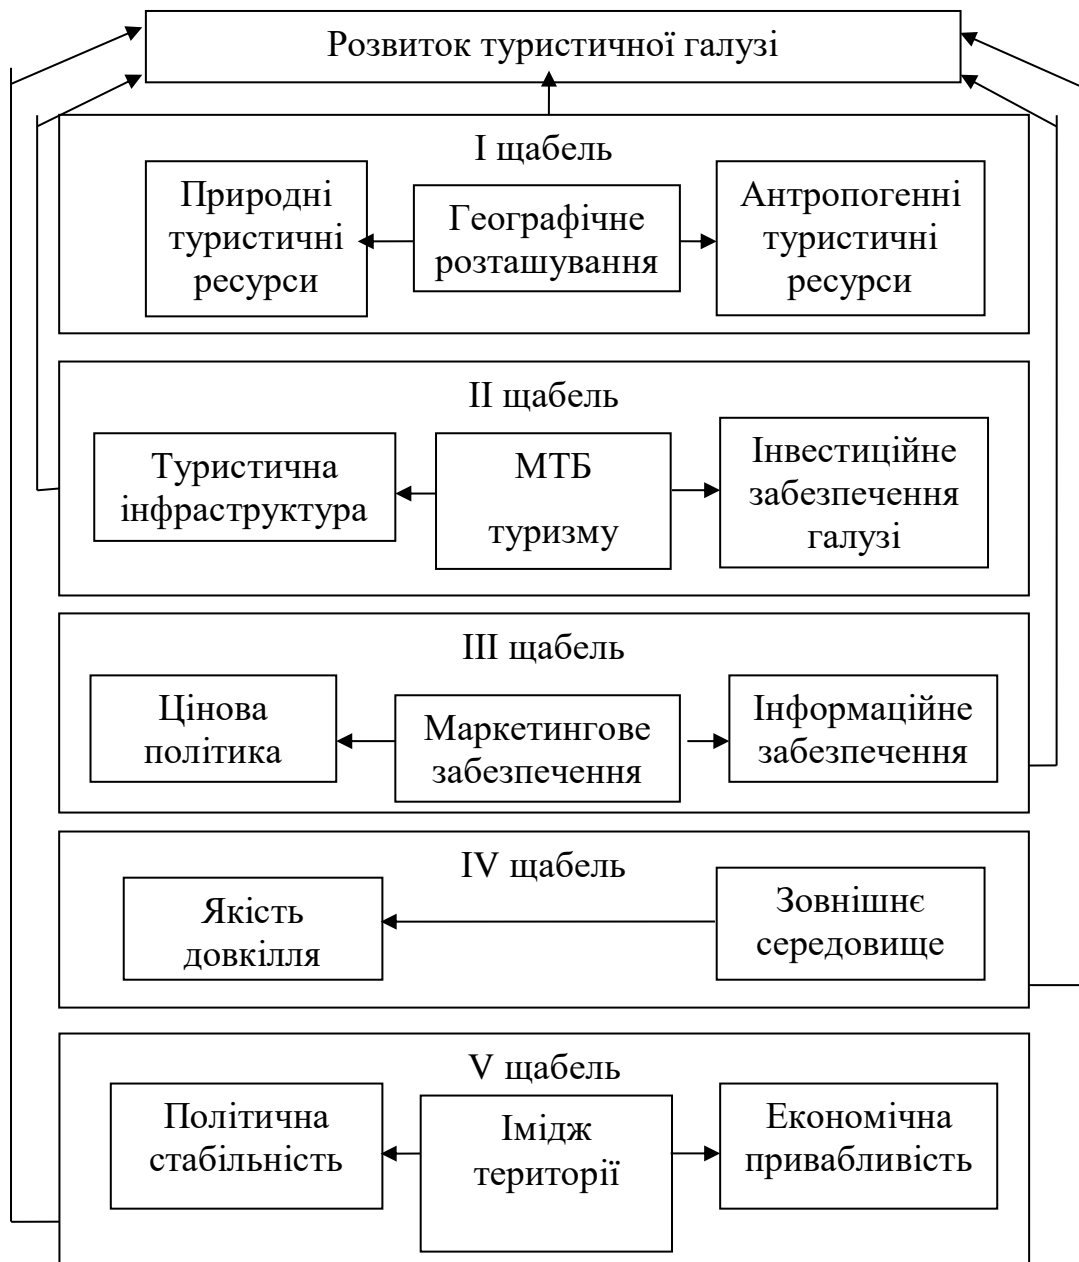 Розвиток туристичної галузі
І щабель
Природні
туристичні
ресурси
Географічне
розташування
Антропогенні
туристичні
ресурси
ІІ щабель
Туристична
інфраструктура
МТБ
туризму
Інвестиційне
забезпечення
галузі
ІІІ щабель
Цінова
політика
Маркетингове
забезпечення
Інформаційне
забезпечення
IV щабель
Якість
довкілля
Зовнішнє
середовище
V щабель
Політична
стабільність
Імідж
території
Економічна
привабливість